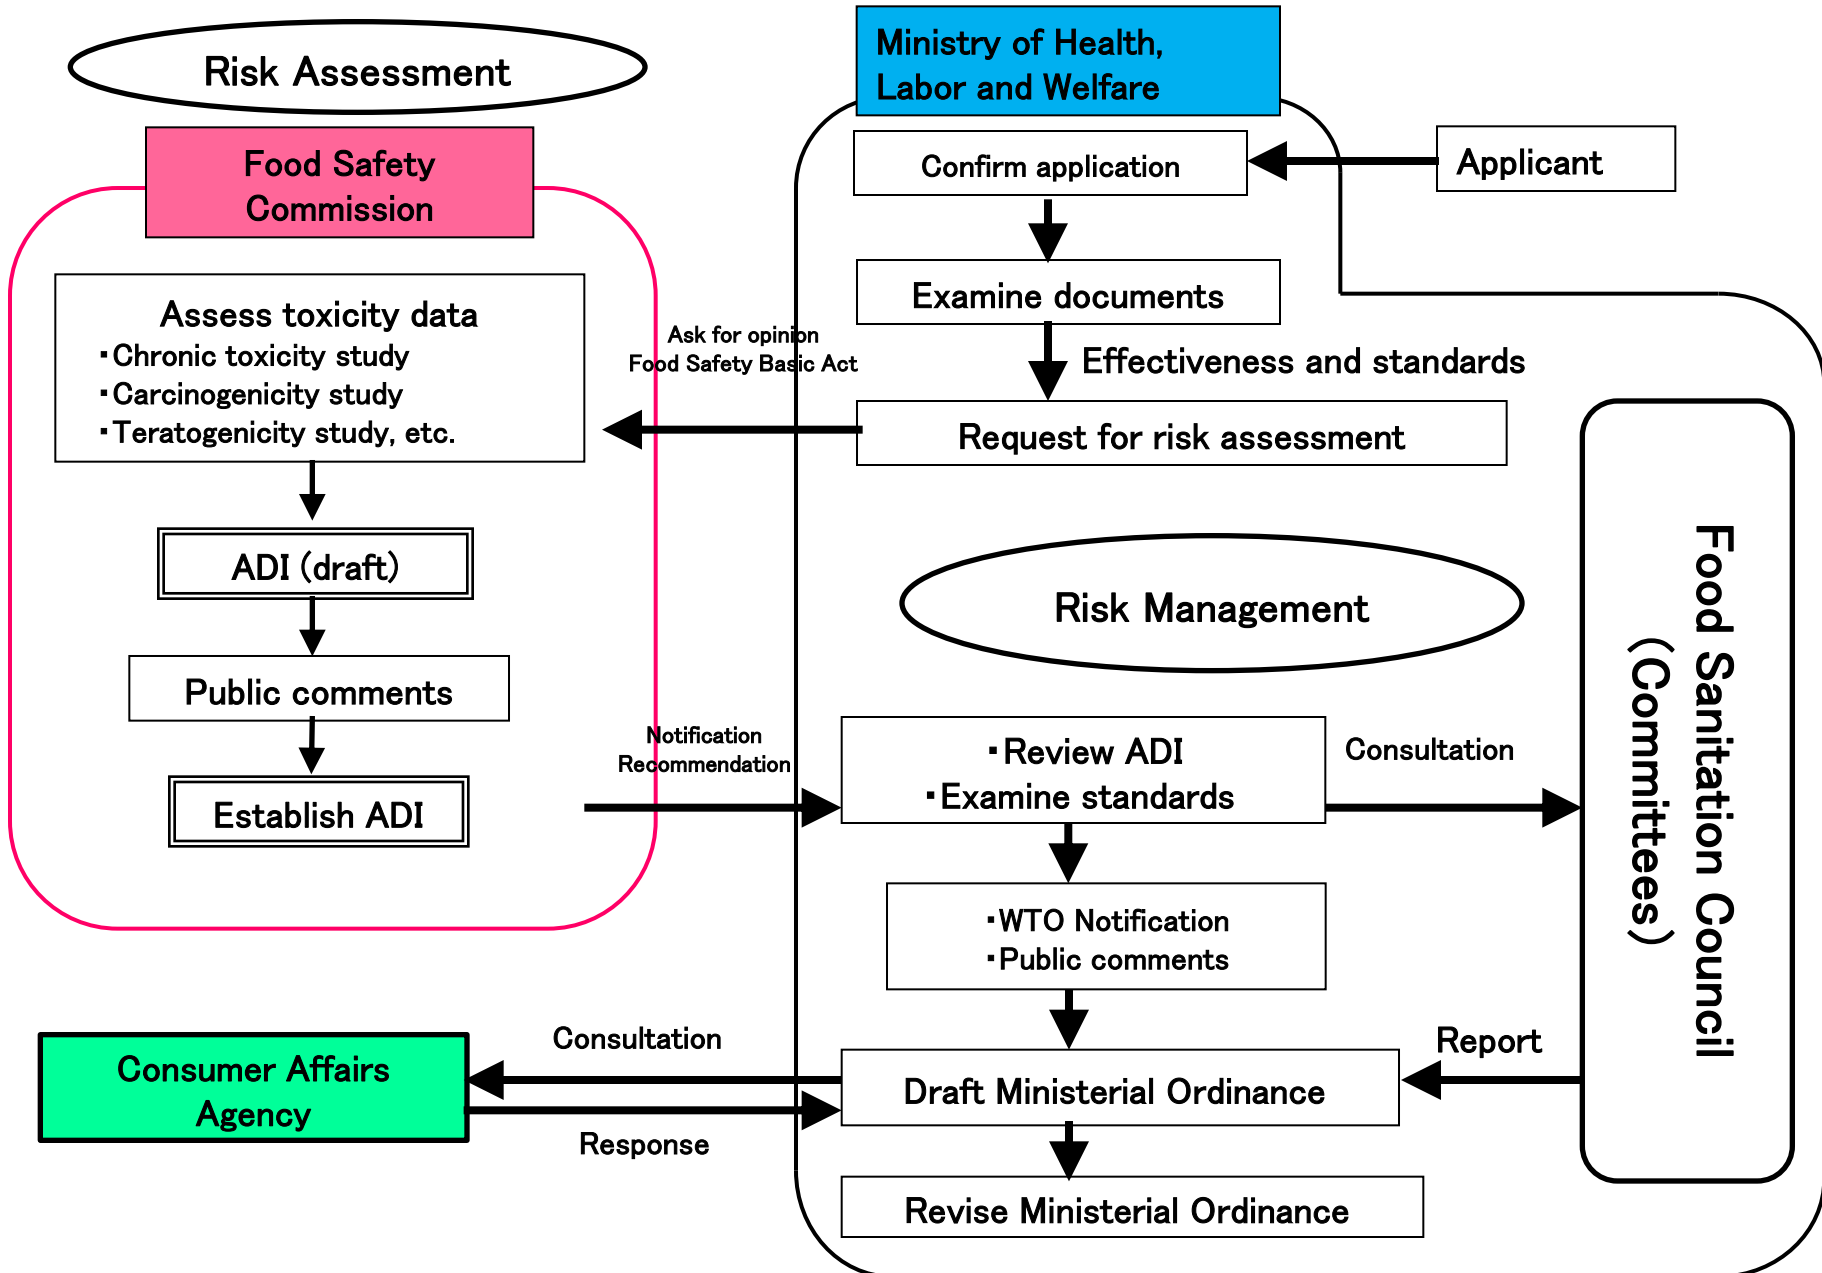 Risk Assessment
Food Safety
Commission
Assess toxicity data
・Chronic toxicity study
・Carcinogenicity study
・Teratogenicity study, etc.
ADI (draft)
Public comments
Establish ADI
Ministry of Health,
Labor and Welfare
Confirm application
Applicant
Examine documents
Effectiveness and standards
Ask for opinion
Food Safety Basic Act
Request for risk assessment
Risk Management
Notification
Recommendation
・Review ADI
・Examine standards
Consultation
・WTO Notification
・Public comments
Food Sanitation Council
(Committees)
Consumer Affairs
Agency
Consultation
Response
Draft Ministerial Ordinance
Report
Revise Ministerial Ordinance